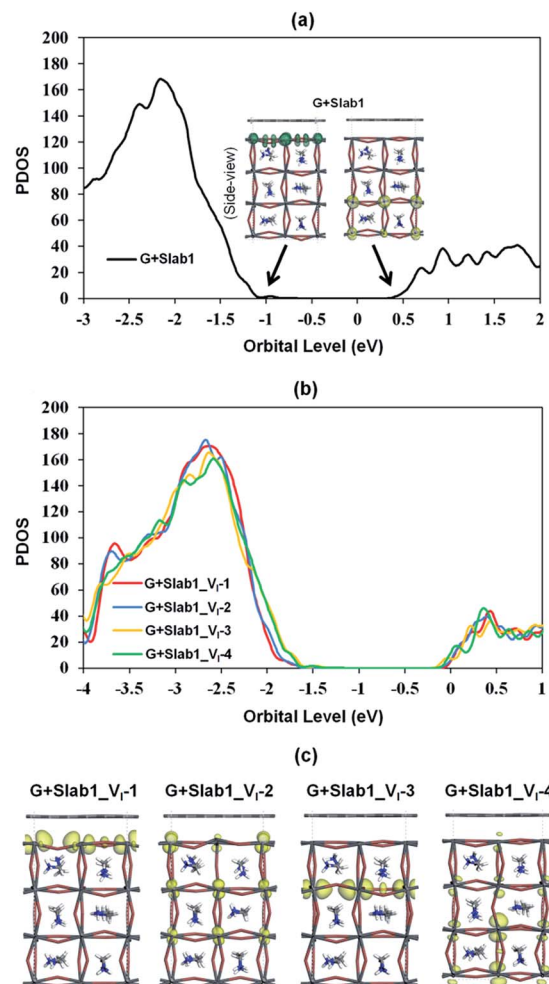 (a)
200
180
160
140
120
100
80
60
40
20
0
PDOS
G+Slab1
(Side-view)
G+Slab1
-3 -2.5 -2 -1.5 -1 -0.5 0 0.5 1 1.5 2
Orbital Level (eV)
(b)
200
180
160
140
120
100
80
60
40
20
0
PDOS
G+Slab1_VI-1
G+Slab1_VI-2
G+Slab1_VI-3
G+Slab1_VI-4
-4 -3.5 -3 -2.5 -2 -1.5 -1 -0.5 0 0.5 1
Orbital Level (eV)
(c)
G+Slab1_VI-1 G+Slab1_VI-2 G+Slab1_VI-3 G+Slab1_VI-4